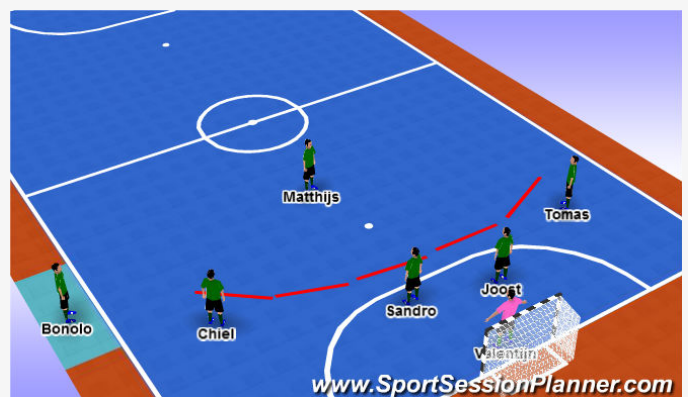 Matthijs
Tomas
Joost
Sandro
Bonolo
Chiel
Valentijn
www.SportSessionPlanner.com